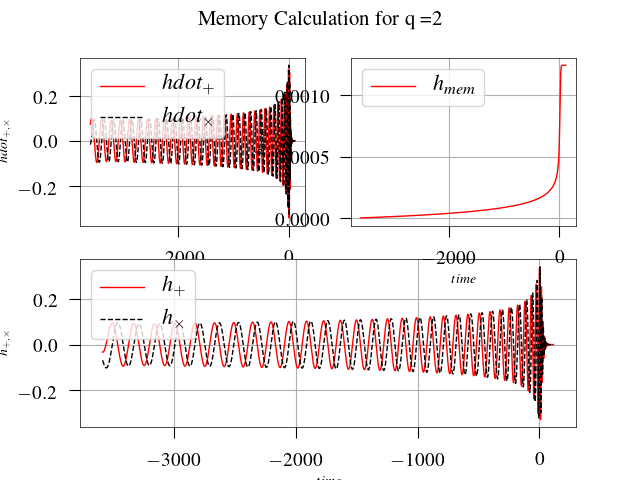 Memory Calculation for q =2
hdot+
hdot×
0.2
0.0
−0.2
hdot+,×
−2000
0
h_mem
0.0010
0.0005
0.0000
−2000
0
time
h+
h×
0.2
0.0
−0.2
h+,×
−3000
−2000
−1000
0
time